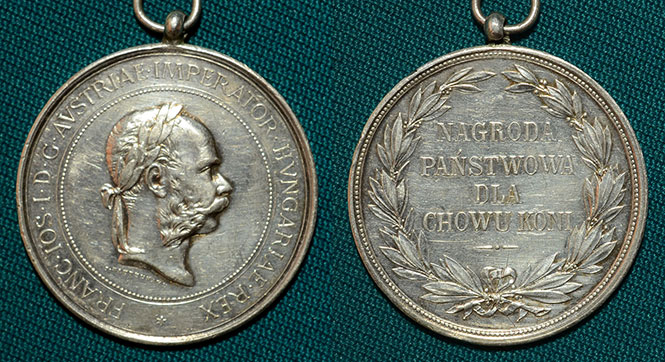 FRANC·IOS·I·D·G·AVSTRIAE·IMPERATOR·HVNGARIAE·REX
NAGRODA
PAŃSTWOWA
DLA
CHOWU KONI